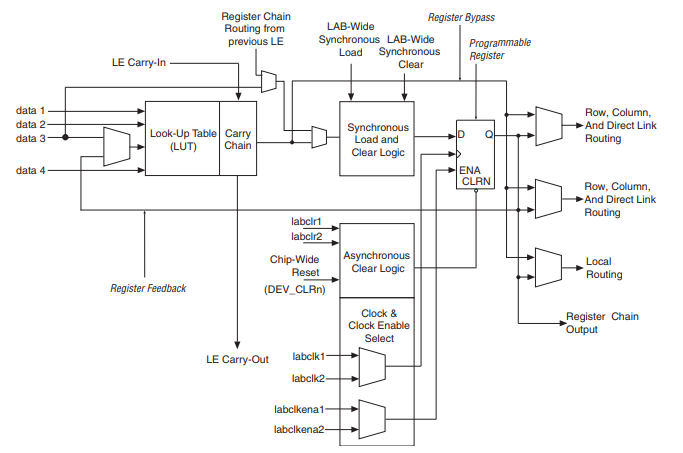 Register Chain
Routing from
previous LE
LAB-Wide
Synchronous
Load
LAB-Wide
Synchronous
Clear
Register Bypass
Programmable
Register
LE Carry-In
data 1
data 2
data 3
data 4
Look-Up Table
(LUT)
Carry
Chain
Synchronous
Load and
Clear Logic
D
Q
ENA
CLRN
Row, Column,
And Direct Link
Routing
Row, Column,
And Direct Link
Routing
Local
Routing
Register Chain
Output
labclr1
labclr2
Chip-Wide
Reset
(DEV_CLRn)
Asynchronous
Clear Logic
Register Feedback
Clock &
Clock Enable
Select
LE Carry-Out
labclk1
labclk2
labclkena1
labclkena2